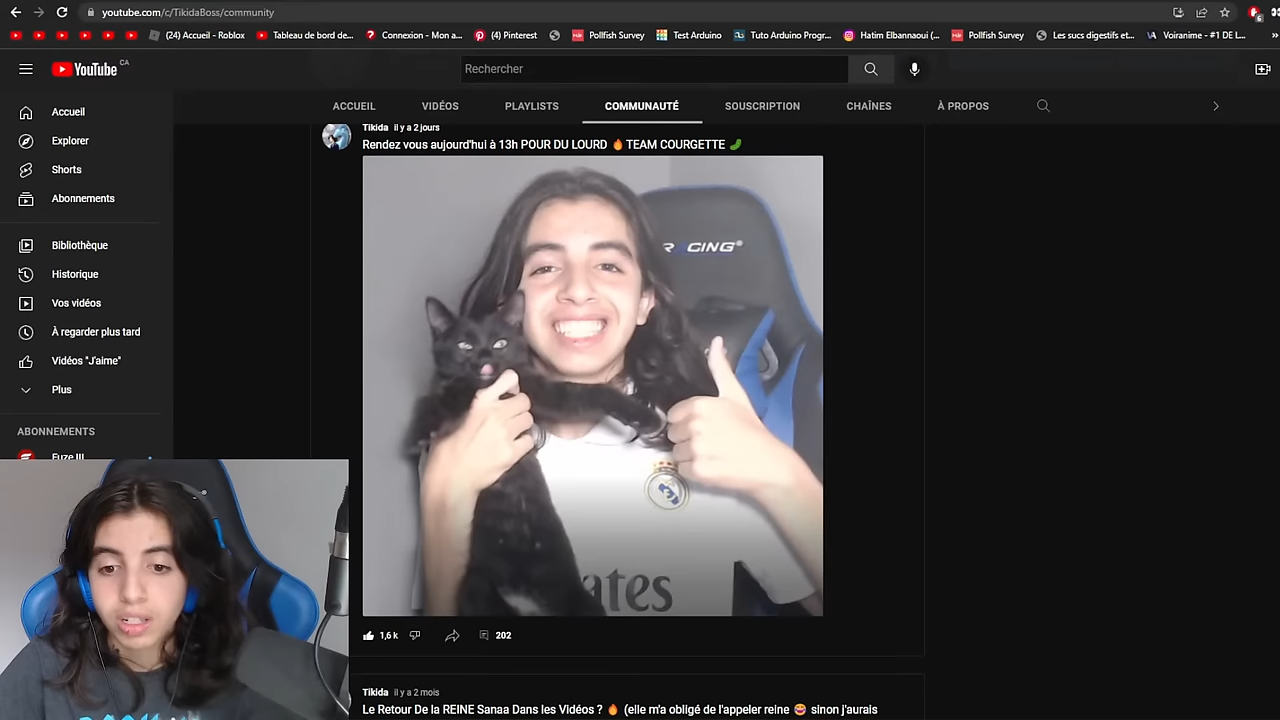 youtube.com/c/TikidaBoss/community
(24) Accueil - Roblox
Tableau de bord de...
Connexion - Mon a...
(4) Pinterest
Pollfish Survey
Test Arduino
Tuto Arduino Progr...
Hatim Elbannaoui (...
Pollfish Survey
Les sucs digestifs et...
Voiranime - #1 DE L...
YouTube CA
Rechercher
Accueil
Explorer
Shorts
Abonnements
Bibliothèque
Historique
Vos vidéos
À regarder plus tard
Vidéos "J'aime"
Plus
ABONNEMENTS
Fuze III
ACCUEIL
VIDÉOS
PLAYLISTS
COMMUNAUTÉ
SOUSCRIPTION
CHAÎNES
À PROPOS
Tikida il y a 2 jours
Rendez vous aujourd'hui à 13h POUR DU LOURD 🔥 TEAM COURGETTE 🥒
RACING®
ates
1,6 k
202
Tikida il y a 2 mois
Le Retour De la REINE Sanaa Dans les Vidéos ? 🔥 (elle m'a obligé de l'appeler reine 😂 sinon j'aurais